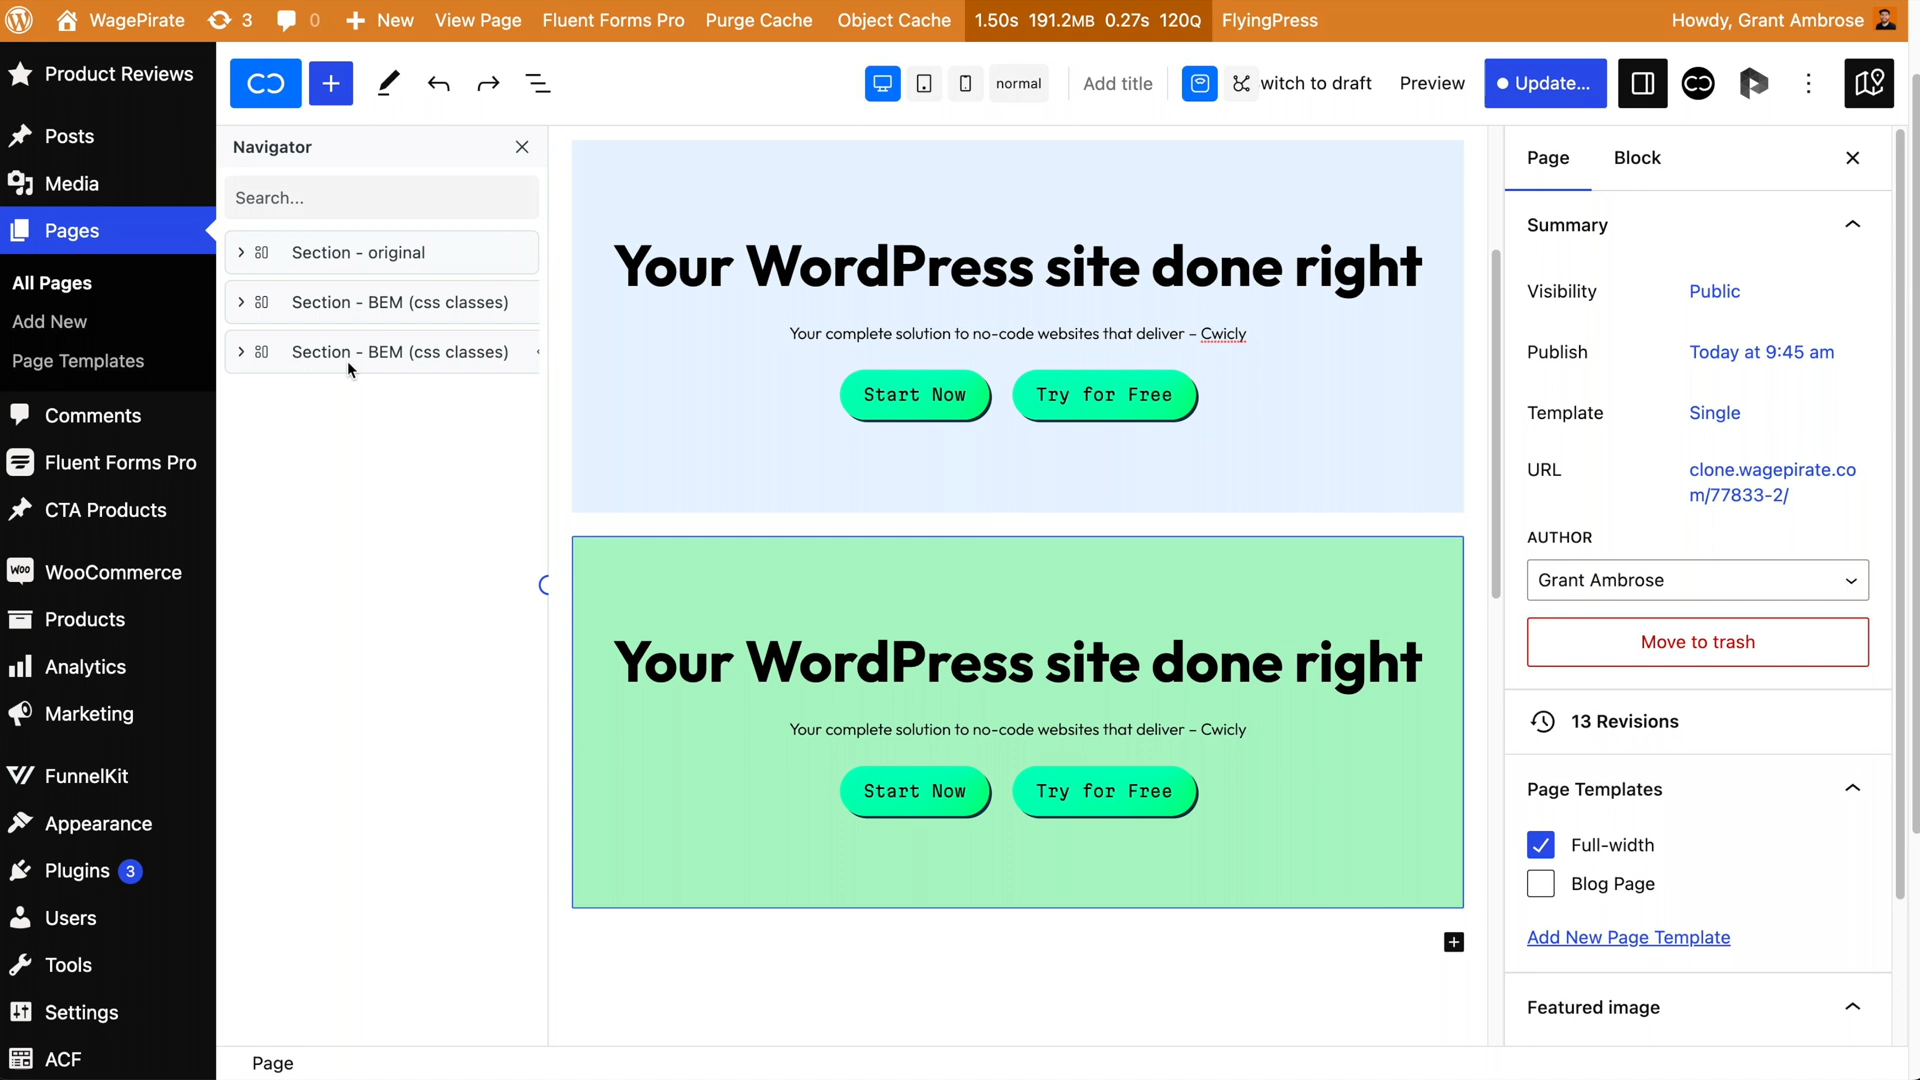 WagePirate 3 0 New View Page Fluent Forms Pro Purge Cache Object Cache 1.50s 191.2MB 0.27s 120Q FlyingPress Howdy, Grant Ambrose
Product Reviews
Posts
Media
Pages
All Pages
Add New
Page Templates
Comments
Fluent Forms Pro
CTA Products
WooCommerce
Products
Analytics
Marketing
FunnelKit
Appearance
Plugins 3
Users
Tools
Settings
ACF
normal Add title witch to draft Preview Update...
Navigator
Search...
Section - original
Section - BEM (css classes)
Section - BEM (css classes)
Your WordPress site done right
Your complete solution to no-code websites that deliver – Cwicly
Start Now Try for Free
Your WordPress site done right
Your complete solution to no-code websites that deliver – Cwicly
Start Now Try for Free
Page Block
Summary
Visibility Public
Publish Today at 9:45 am
Template Single
URL clone.wagepirate.co
m/77833-2/
AUTHOR
Grant Ambrose
Move to trash
13 Revisions
Page Templates
Full-width
Blog Page
Add New Page Template
Featured image
Page